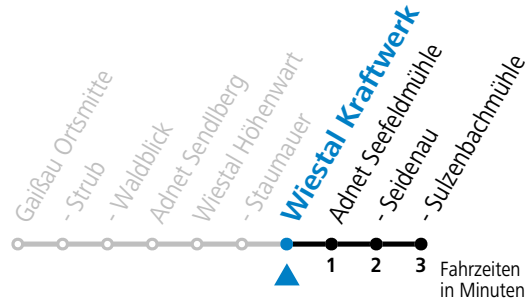 Gaißau Ortsmitte
- Strub
- Waldblick
Adnet Sendlberg
Wiestal Höhenwart
- Staumauer
Wiestal Kraftwerk
Adnet Seefeldmühle
- Seidenau
- Sulzenbachmühle
1 2 3
Fahrzeiten
in Minuten